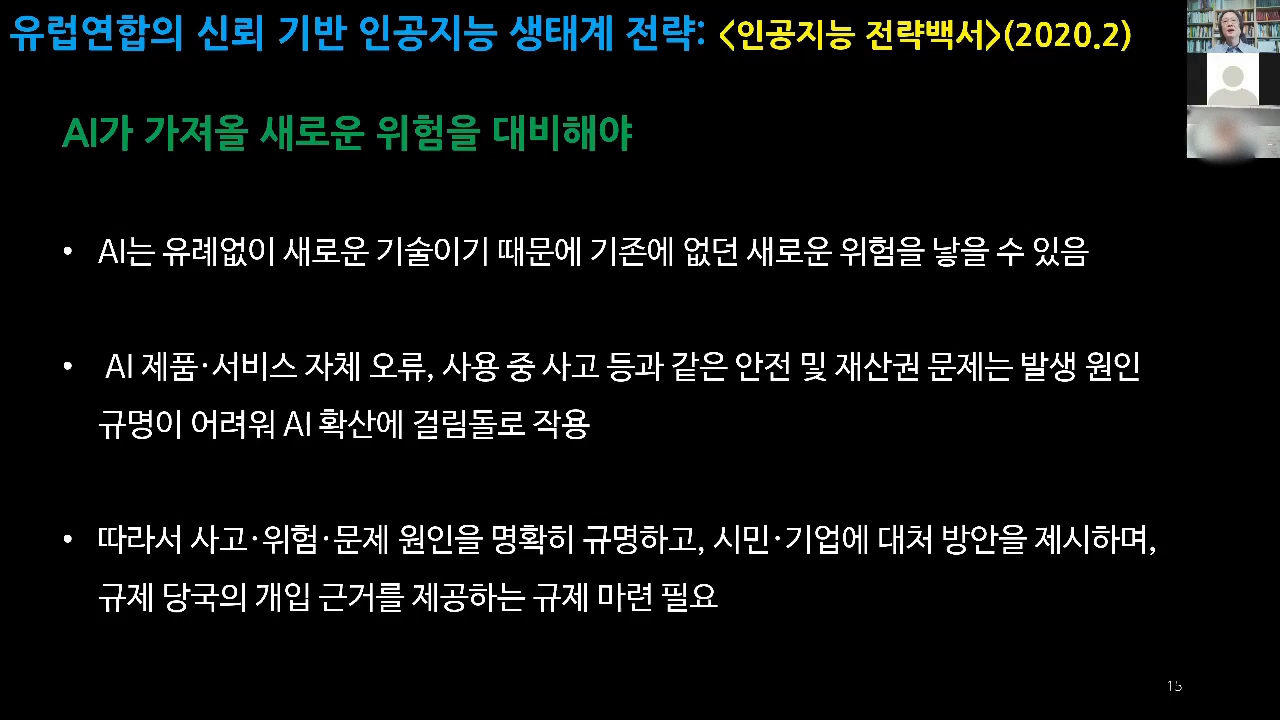 유럽연합의 신뢰 기반 인공지능 생태계 전략: <인공지능 전략백서>(2020.2)
AI가 가져올 새로운 위험을 대비해야
• AI는 유례없이 새로운 기술이기 때문에 기존에 없던 새로운 위험을 낳을 수 있음
• AI 제품·서비스 자체 오류, 사용 중 사고 등과 같은 안전 및 재산권 문제는 발생 원인
규명이 어려워 AI 확산에 걸림돌로 작용
• 따라서 사고·위험·문제 원인을 명확히 규명하고, 시민·기업에 대처 방안을 제시하며,
규제 당국의 개입 근거를 제공하는 규제 마련 필요
15